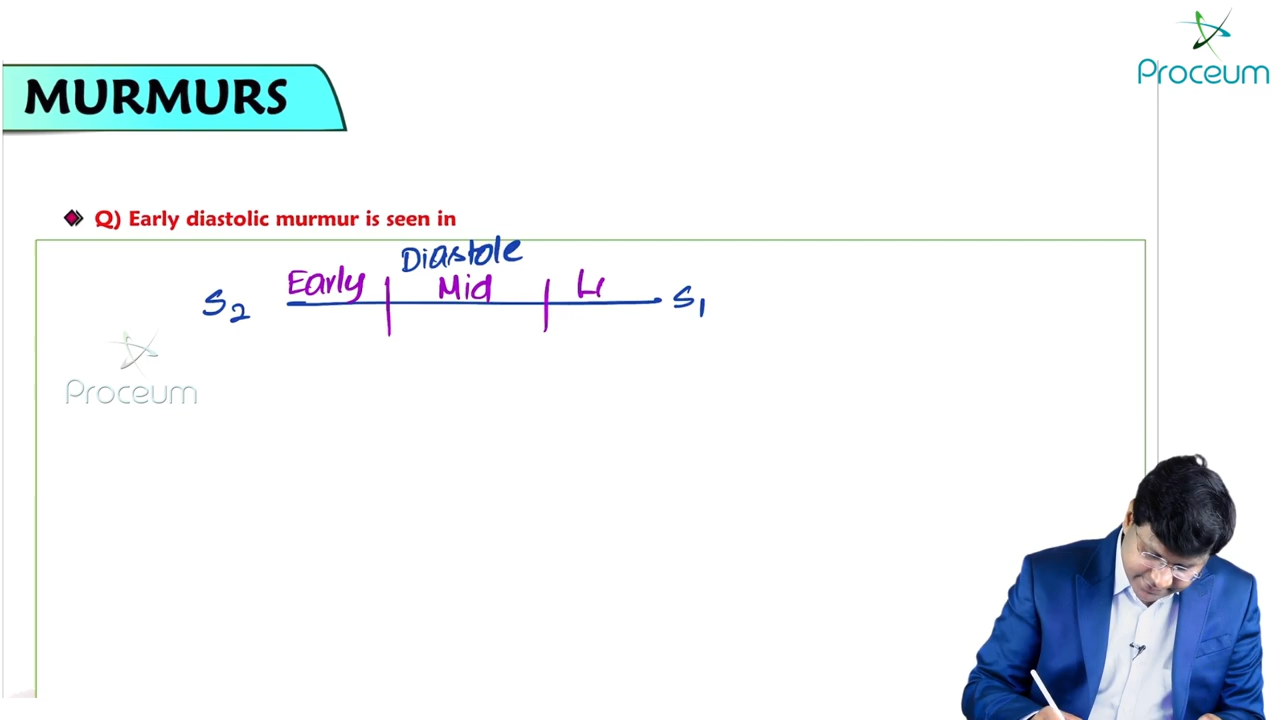 Proceum
MURMURS
Q) Early diastolic murmur is seen in
Diastole
Early Mid
S2 S1
Proceum